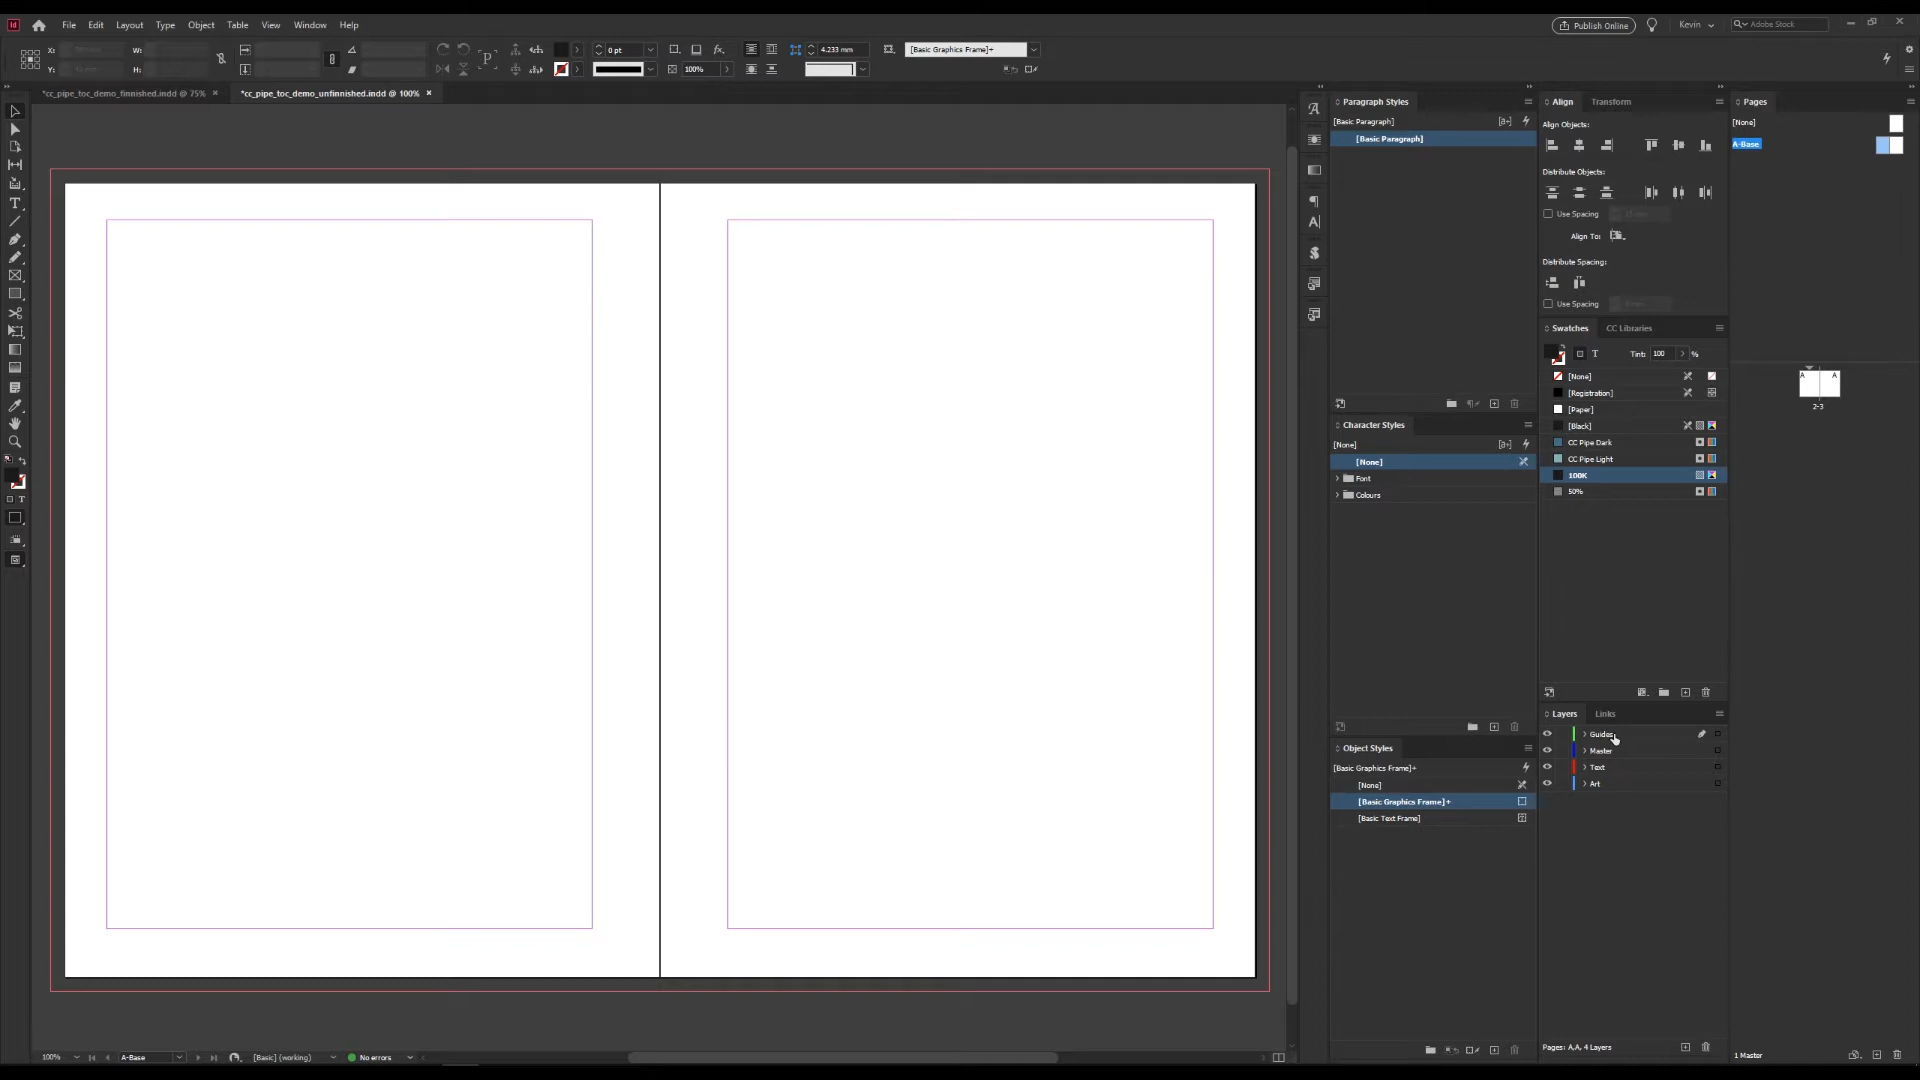 Id File Edit Layout Type Object Table View Window Help
Publish Online Kevin Adobe Stock
X: W: 0 pt 4.233 mm [Basic Graphics Frame]+
Y: H: P fx. 100%
*cc_pipe_toc_demo_finnished.indd @ 75% × *cc_pipe_toc_demo_unfinnished.indd @ 100% ×
Paragraph Styles
[Basic Paragraph]
[Basic Paragraph]
Character Styles
[None]
[None]
Font
Colours
Object Styles
[Basic Graphics Frame]+
[None]
[Basic Graphics Frame]+
[Basic Text Frame]
Align Transform
Align Objects:
Distribute Objects:
Use Spacing
Align To:
Distribute Spacing:
Use Spacing
Swatches CC Libraries
T Tint: 100 %
[None]
[Registration]
[Paper]
[Black]
CC Pipe Dark
CC Pipe Light
100K
50%
Layers Links
Guides
Master
Text
Art
Pages: A,A, 4 Layers
Pages
[None]
A-Base
A A
2-3
1 Master
100% A-Base [Basic] (working) No errors